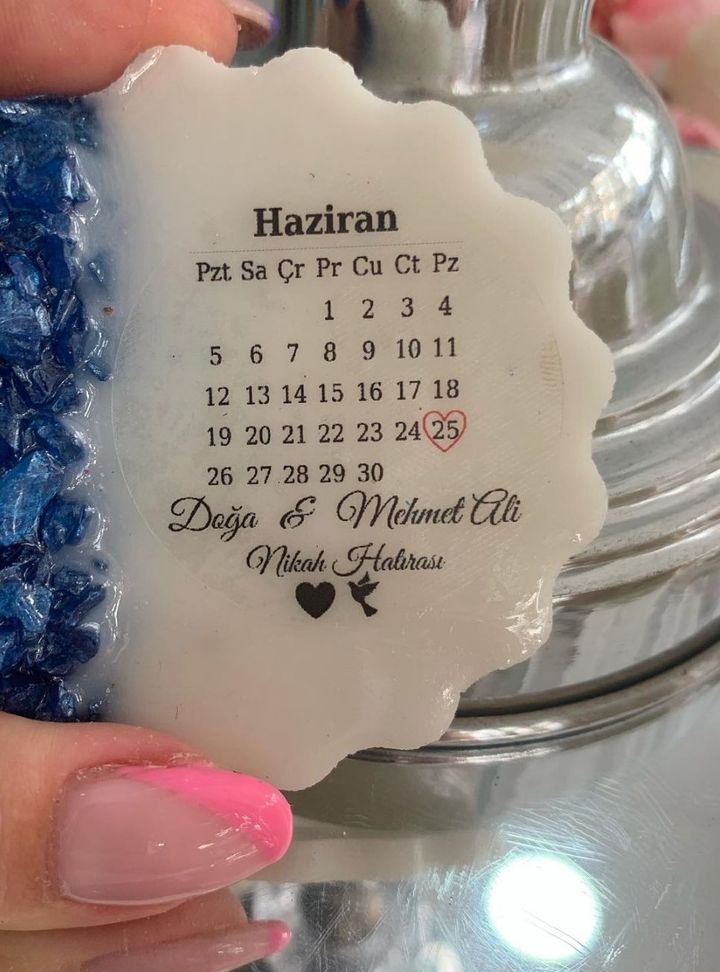 Haziran
Pzt Sa Çr Pr Cu Ct Pz
1 2 3 4
5 6 7 8 9 10 11
12 13 14 15 16 17 18
19 20 21 22 23 24 25
26 27 28 29 30
Doğa & Mehmet Ali
Nikah Hatırası